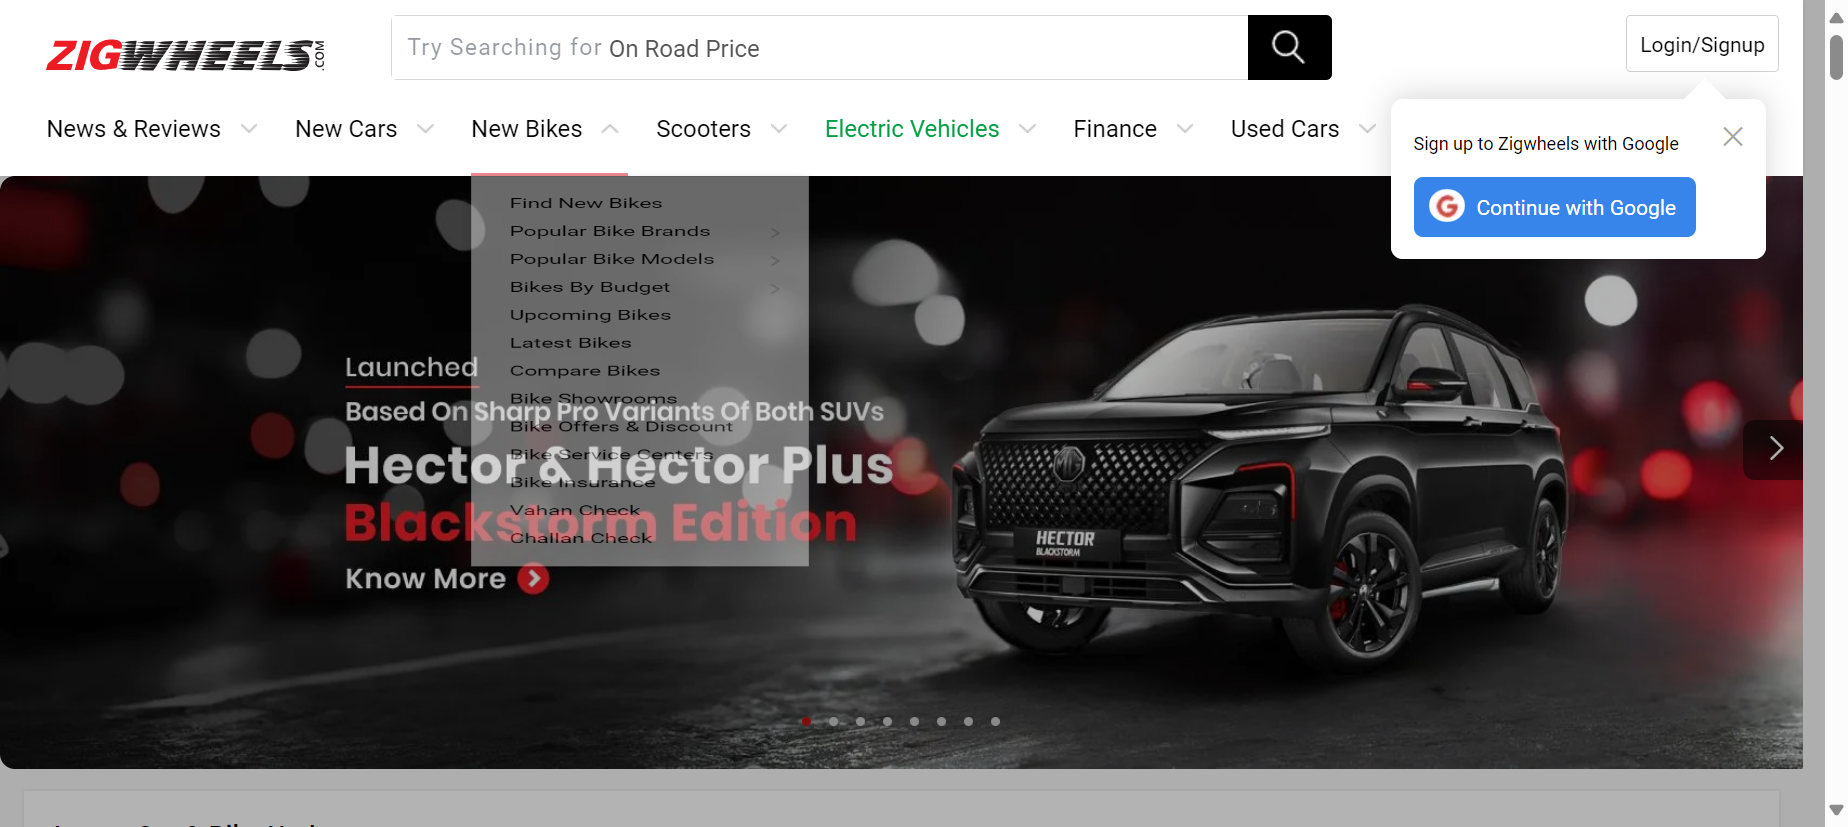 ZIGWHEELS.COM
Try Searching for On Road Price
Login/Signup
News & Reviews
New Cars
New Bikes
Scooters
Electric Vehicles
Finance
Used Cars
Sign up to Zigwheels with Google
G Continue with Google
Find New Bikes
Popular Bike Brands >
Popular Bike Models >
Bikes By Budget >
Upcoming Bikes
Latest Bikes
Compare Bikes
Bike Showrooms
Bike Offers & Discount
Bike Service Centers
Bike Insurance
Vahan Check
Challan Check
Launched
Based On Sharp Pro Variants Of Both SUVs
Hector & Hector Plus
Blackstorm Edition
Know More
MG
HECTOR
BLACKSTORM